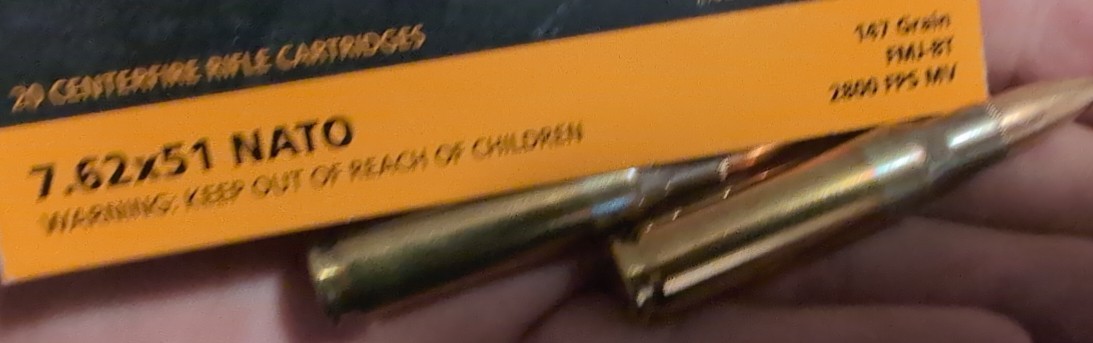 20 CENTERFIRE RIFLE CARTRIDGES
7.62x51 NATO
WARNING: KEEP OUT OF REACH OF CHILDREN
147 Grain
FMJ-BT
2800 FPS MV